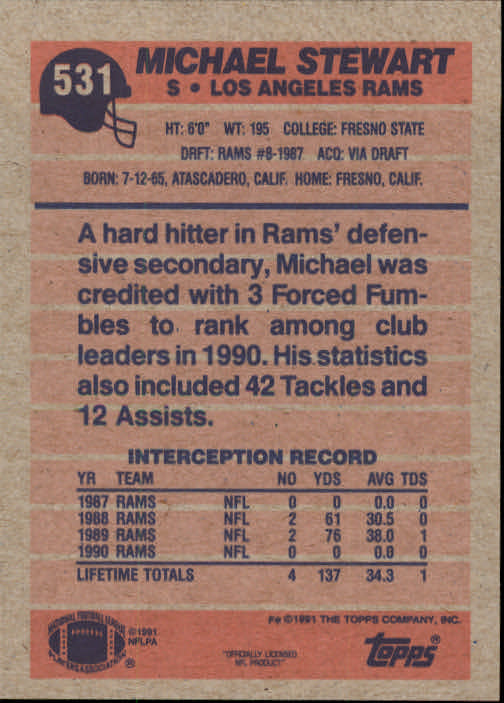 531
MICHAEL STEWART
S • LOS ANGELES RAMS
HT: 6'0" WT: 195 COLLEGE: FRESNO STATE
DRFT: RAMS #8-1987 ACQ: VIA DRAFT
BORN: 7-12-65, ATASCADERO, CALIF. HOME: FRESNO, CALIF.
A hard hitter in Rams' defen-
sive secondary, Michael was
credited with 3 Forced Fum-
bles to rank among club
leaders in 1990. His statistics
also included 42 Tackles and
12 Assists.
INTERCEPTION RECORD
YR TEAM NO YDS AVG TDS
1987 RAMS NFL 0 0 0.0 0
1988 RAMS NFL 2 61 30.5 0
1989 RAMS NFL 2 76 38.0 1
1990 RAMS NFL 0 0 0.0 0
LIFETIME TOTALS 4 137 34.3 1
Fe ©1991 THE TOPPS COMPANY, INC.
NATIONAL FOOTBALL LEAGUE
PLAYERS ASSOCIATION ®
©1991
NFLPA
"OFFICIALLY LICENSED
NFL PRODUCT"
topps®